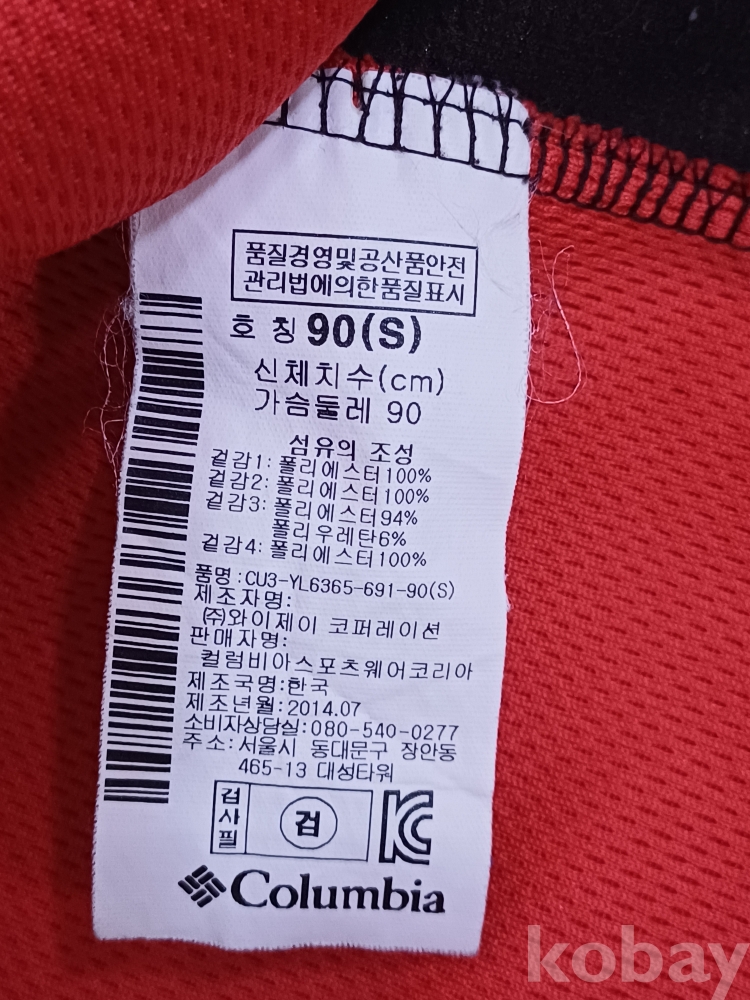 품질경영및공산품안전
관리법에의한품질표시
호 칭 90(S)
신체치수(cm)
가슴둘레 90
섬유의 조성
겉감1: 폴리에스터100%
겉감2: 폴리에스터100%
겉감3: 폴리에스터94%
폴리우레탄6%
겉감4: 폴리에스터100%
품명:CU3-YL6365-691-90(S)
제조자명:
(주)와이제이 코퍼레이션
판매자명:
컬럼비아스포츠웨어코리아
제조국명:한국
제조년월:2014.07
소비자상담실:080-540-0277
주소:서울시 동대문구 장안동
465-13 대성타워
검사필 검 KC
Columbia
kobay